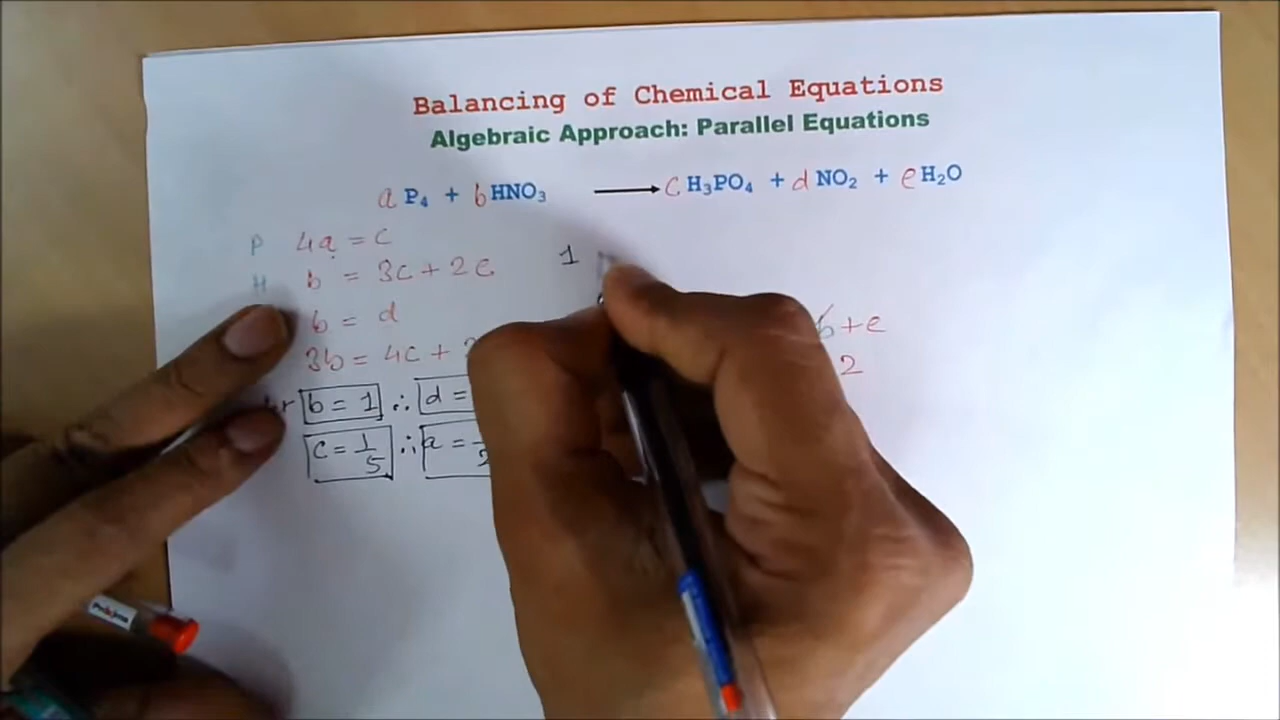 Balancing of Chemical Equations
Algebraic Approach: Parallel Equations
a P₄ + b HNO₃ ⟶ c H₃PO₄ + d NO₂ + e H₂O
P 4a = c
H b = 3c + 2e 1
b = d
b + e
3b = 4c +
2
b = 1 ∴ d =
c = 1/5 ∴ a =